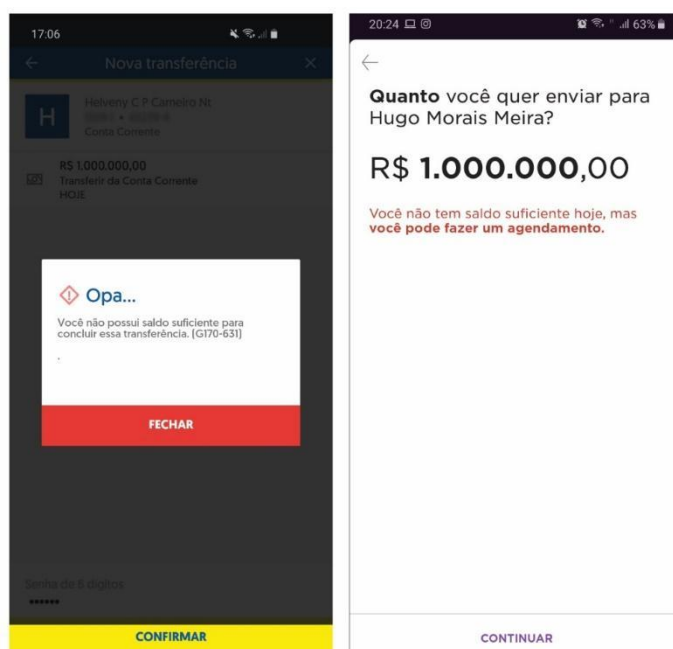 17:06
Nova transferência
H
Helveny C P Carneiro Nt
Conta Corrente
R$ 1.000.000,00
Transferir da Conta Corrente
HOJE
Opa...
Você não possui saldo suficiente para
concluir essa transferência. (G170-631)
.
FECHAR
Senha de 6 dígitos
••••••
CONFIRMAR
20:24
63%
Quanto você quer enviar para
Hugo Morais Meira?
R$ 1.000.000,00
Você não tem saldo suficiente hoje, mas
você pode fazer um agendamento.
CONTINUAR